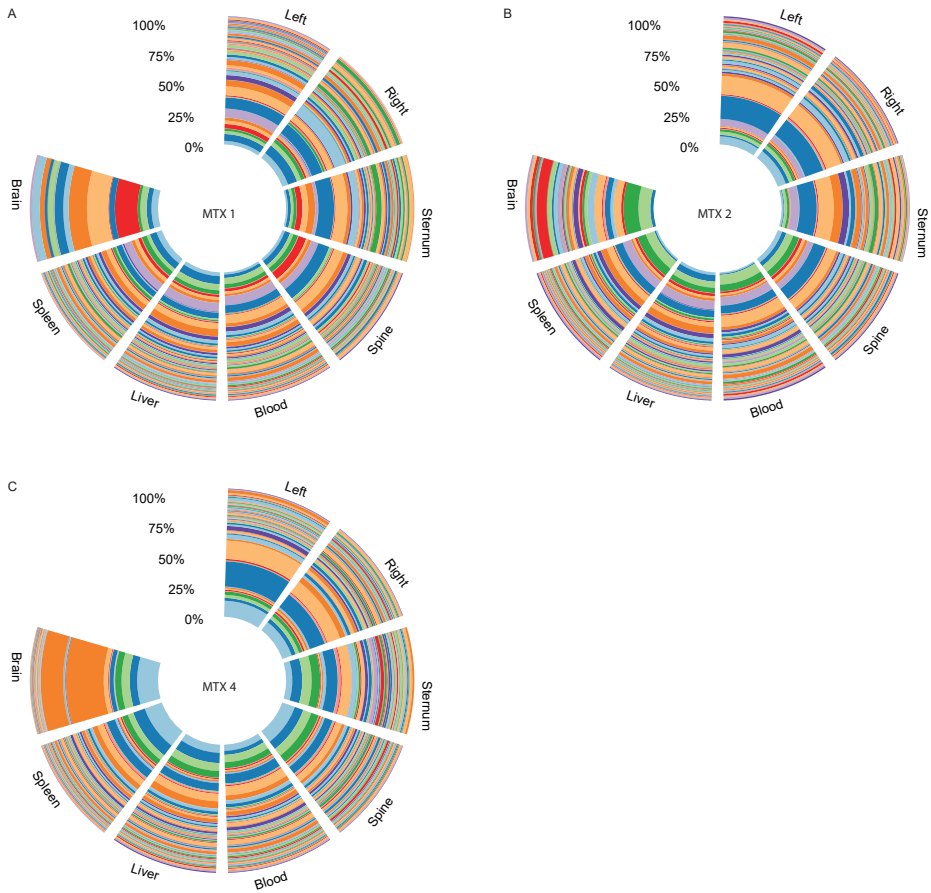 A
100%
75%
50%
25%
0%
Left
Right
Sternum
Spine
Blood
Liver
Spleen
Brain
MTX 1
B
100%
75%
50%
25%
0%
Left
Right
Sternum
Spine
Blood
Liver
Spleen
Brain
MTX 2
C
100%
75%
50%
25%
0%
Left
Right
Sternum
Spine
Blood
Liver
Spleen
Brain
MTX 4